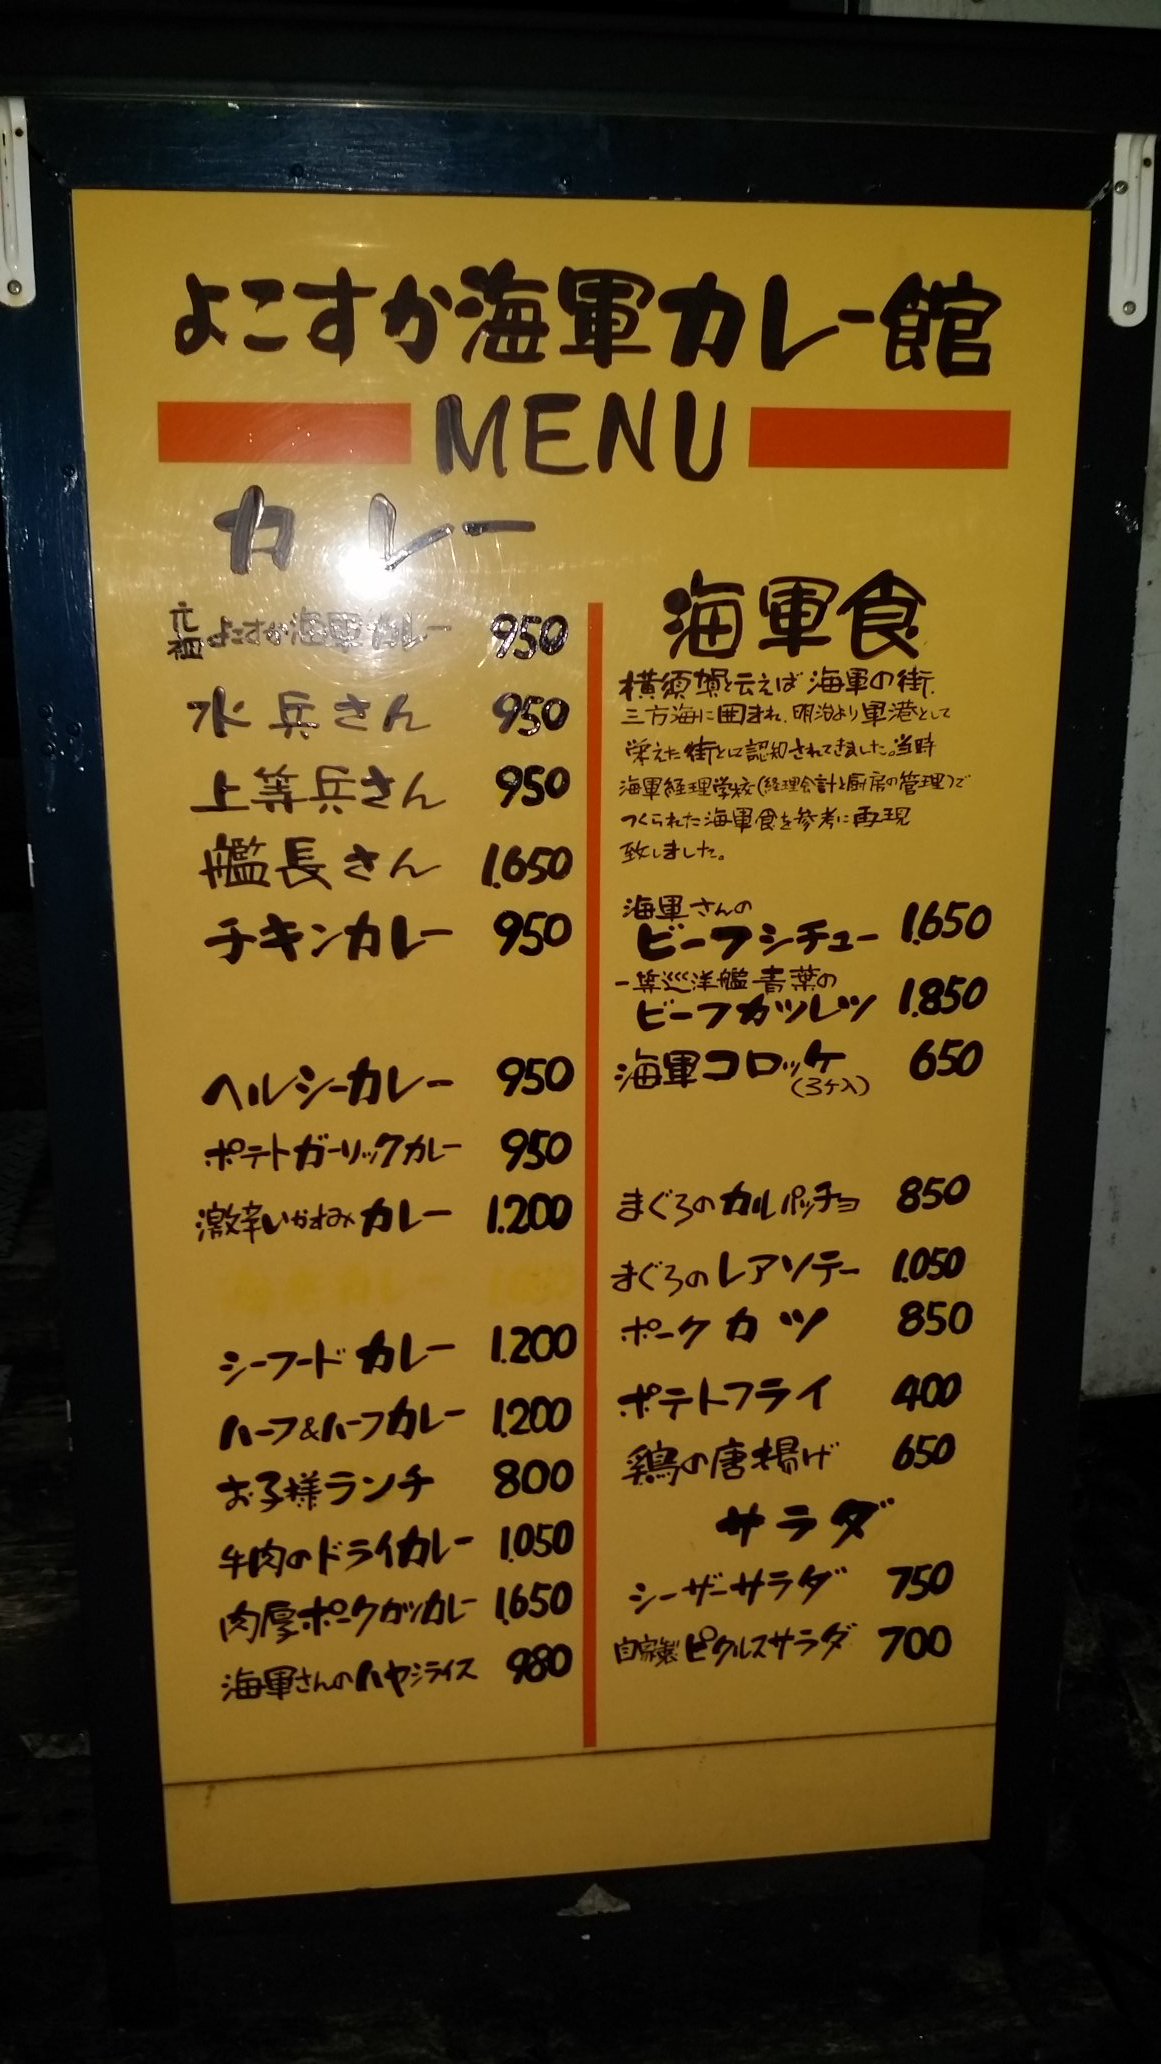 よこすか海軍カレー館
MENU
カレー
元祖よこすか海軍カレー 950
水兵さん 950
上等兵さん 950
艦長さん 1.650
チキンカレー 950
ヘルシーカレー 950
ポテトガーリックカレー 950
激辛いかすみカレー 1.200
シーフードカレー 1.200
ハーフ&ハーフカレー 1.200
お子様ランチ 800
牛肉のドライカレー 1.050
肉厚ポークカツカレー 1.650
海軍さんのハヤシライス 980
海軍食
横須賀と云えば海軍の街、
三方海に囲まれ、明治より軍港として
栄えた街として認知されてきました。当時
海軍経理学校(経理会計と厨房の管理)で
つくられた海軍食を参考に再現
致しました。
海軍さんの
ビーフシチュー 1.650
一等巡洋艦青葉の
ビーフカツレツ 1.850
海軍コロッケ 650
(3ケ入)
まぐろのカルパッチョ 850
まぐろのレアソテー 1.050
ポークカツ 850
ポテトフライ 400
鶏の唐揚げ 650
サラダ
シーザーサラダ 750
自家製ピクルスサラダ 700